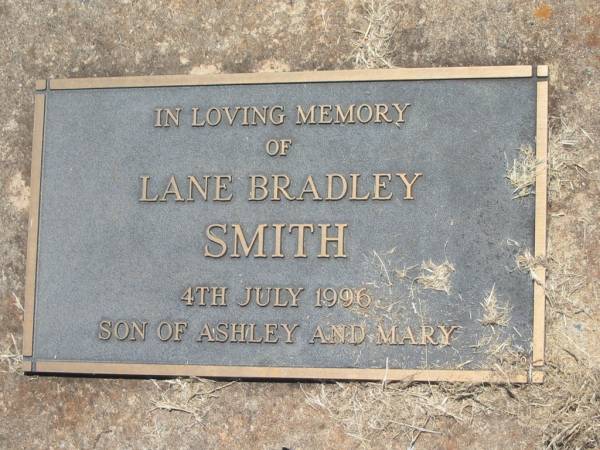 IN LOVING MEMORY
OF
LANE BRADLEY
SMITH
4TH JULY 1996
SON OF ASHLEY AND MARY